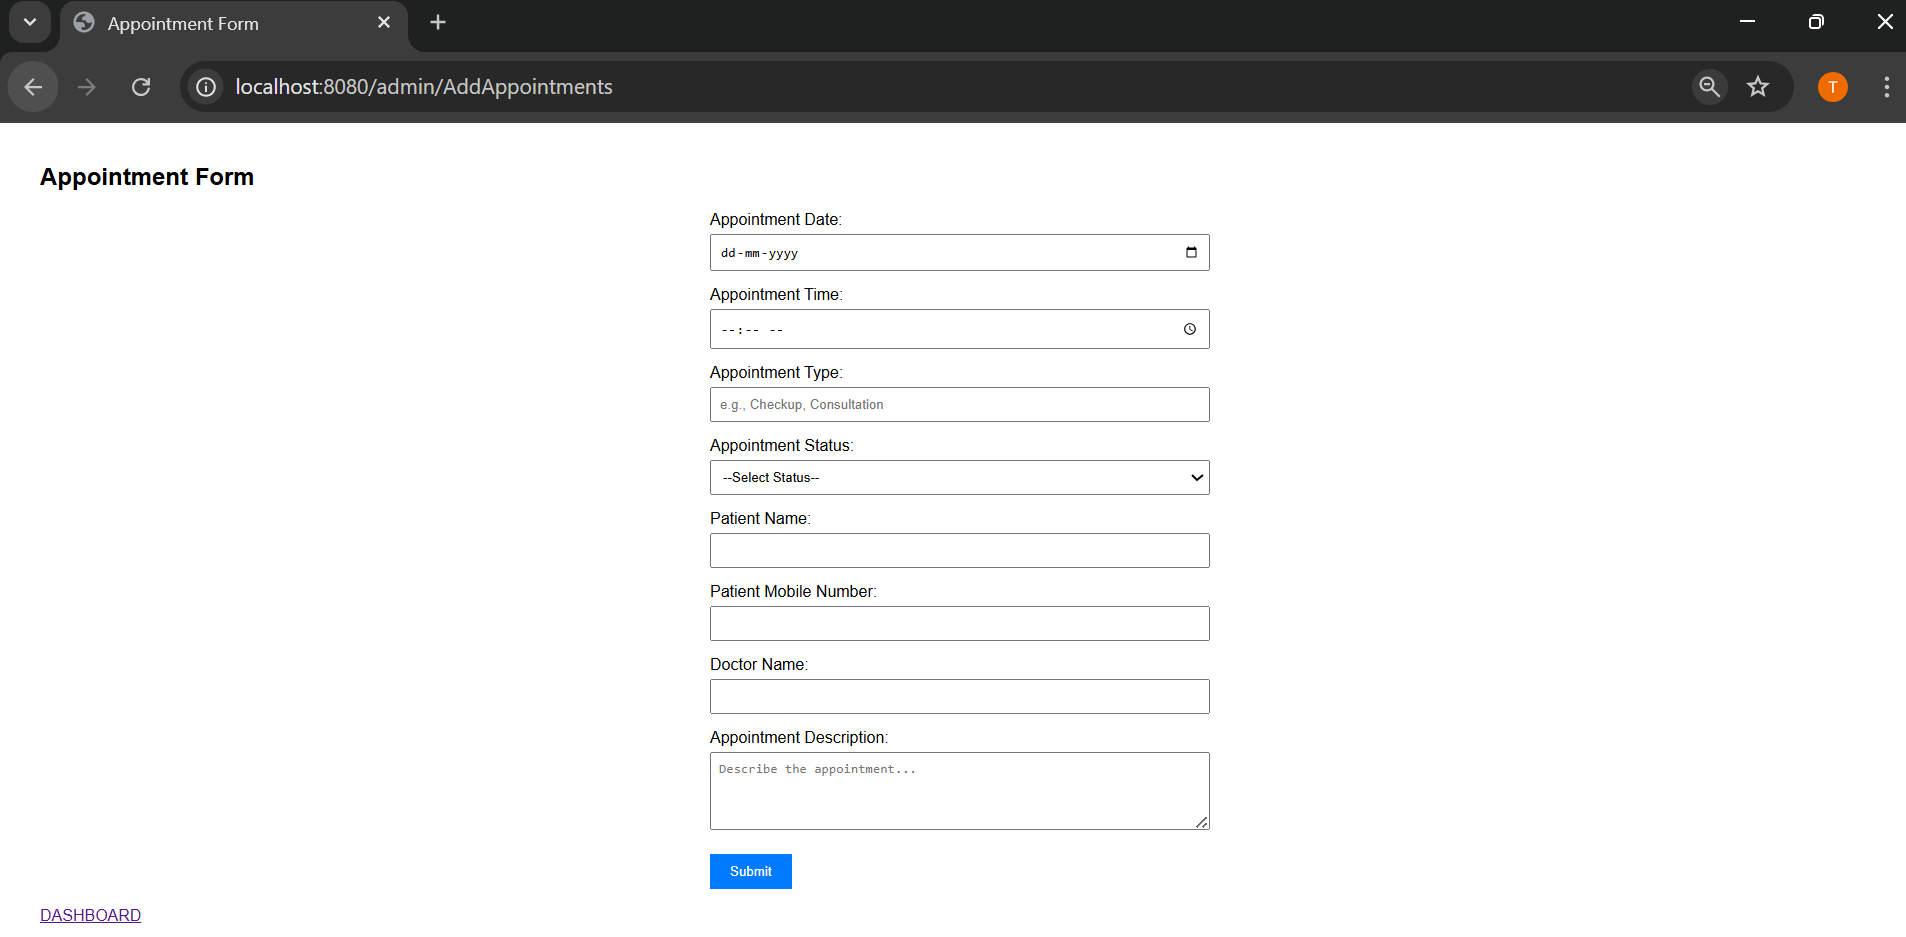 Appointment Form
localhost:8080/admin/AddAppointments
T
Appointment Form
Appointment Date:
dd-mm-yyyy
Appointment Time:
--:-- --
Appointment Type:
e.g., Checkup, Consultation
Appointment Status:
--Select Status--
Patient Name:
Patient Mobile Number:
Doctor Name:
Appointment Description:
Describe the appointment...
Submit
DASHBOARD